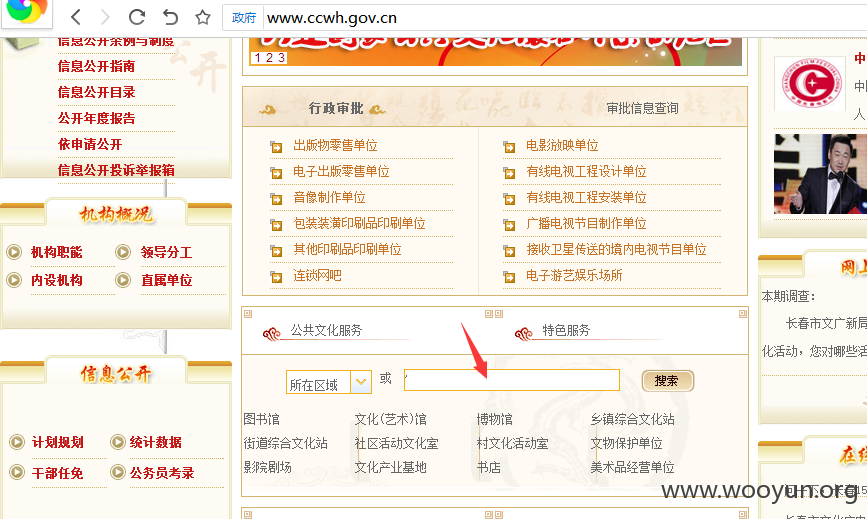 政府 www.ccwh.gov.cn
信息公开条例与制度
信息公开指南
信息公开目录
公开年度报告
依申请公开
信息公开投诉举报箱
机构概况
机构职能 领导分工
内设机构 直属单位
信息公开
计划规划 统计数据
干部任免 公务员考录
1 2 3
行政审批 审批信息查询
出版物零售单位 电影放映单位
电子出版零售单位 有线电视工程设计单位
音像制作单位 有线电视工程安装单位
包装装潢印刷品印刷单位 广播电视节目制作单位
其他印刷品印刷单位 接收卫星传送的境内电视节目单位
连锁网吧 电子游艺娱乐场所
公共文化服务 特色服务
所在区域 或 ' 搜索
图书馆 文化(艺术)馆 博物馆 乡镇综合文化站
街道综合文化站 社区活动文化室 村文化活动室 文物保护单位
影院剧场 文化产业基地 书店 美术品经营单位
中
中国
人
CHANGCHUN FILM FESTIVAL CHINA
网上
本期调查：
长春市文广新局
化活动，您对哪些活
在线
www.wooyun.org